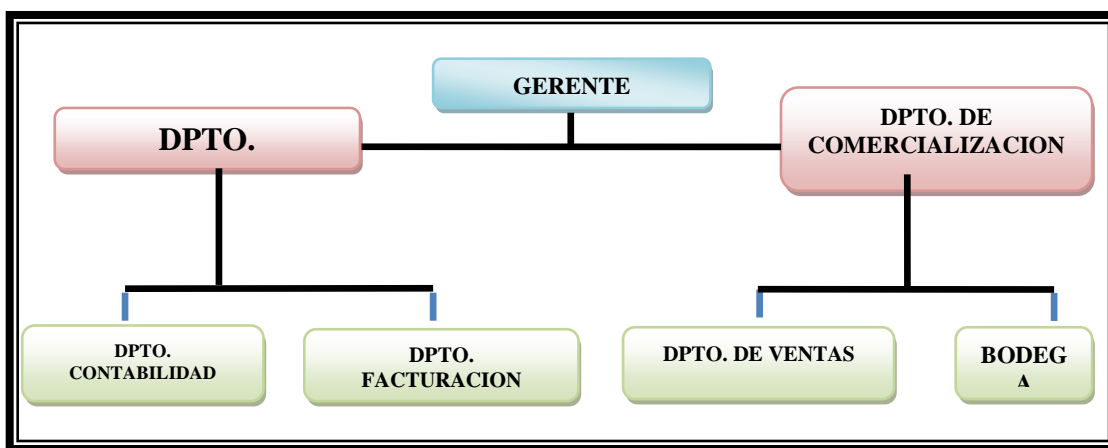 GERENTE
DPTO.
DPTO. DE
COMERCIALIZACION
DPTO.
CONTABILIDAD
DPTO.
FACTURACION
DPTO. DE VENTAS
BODEG
A